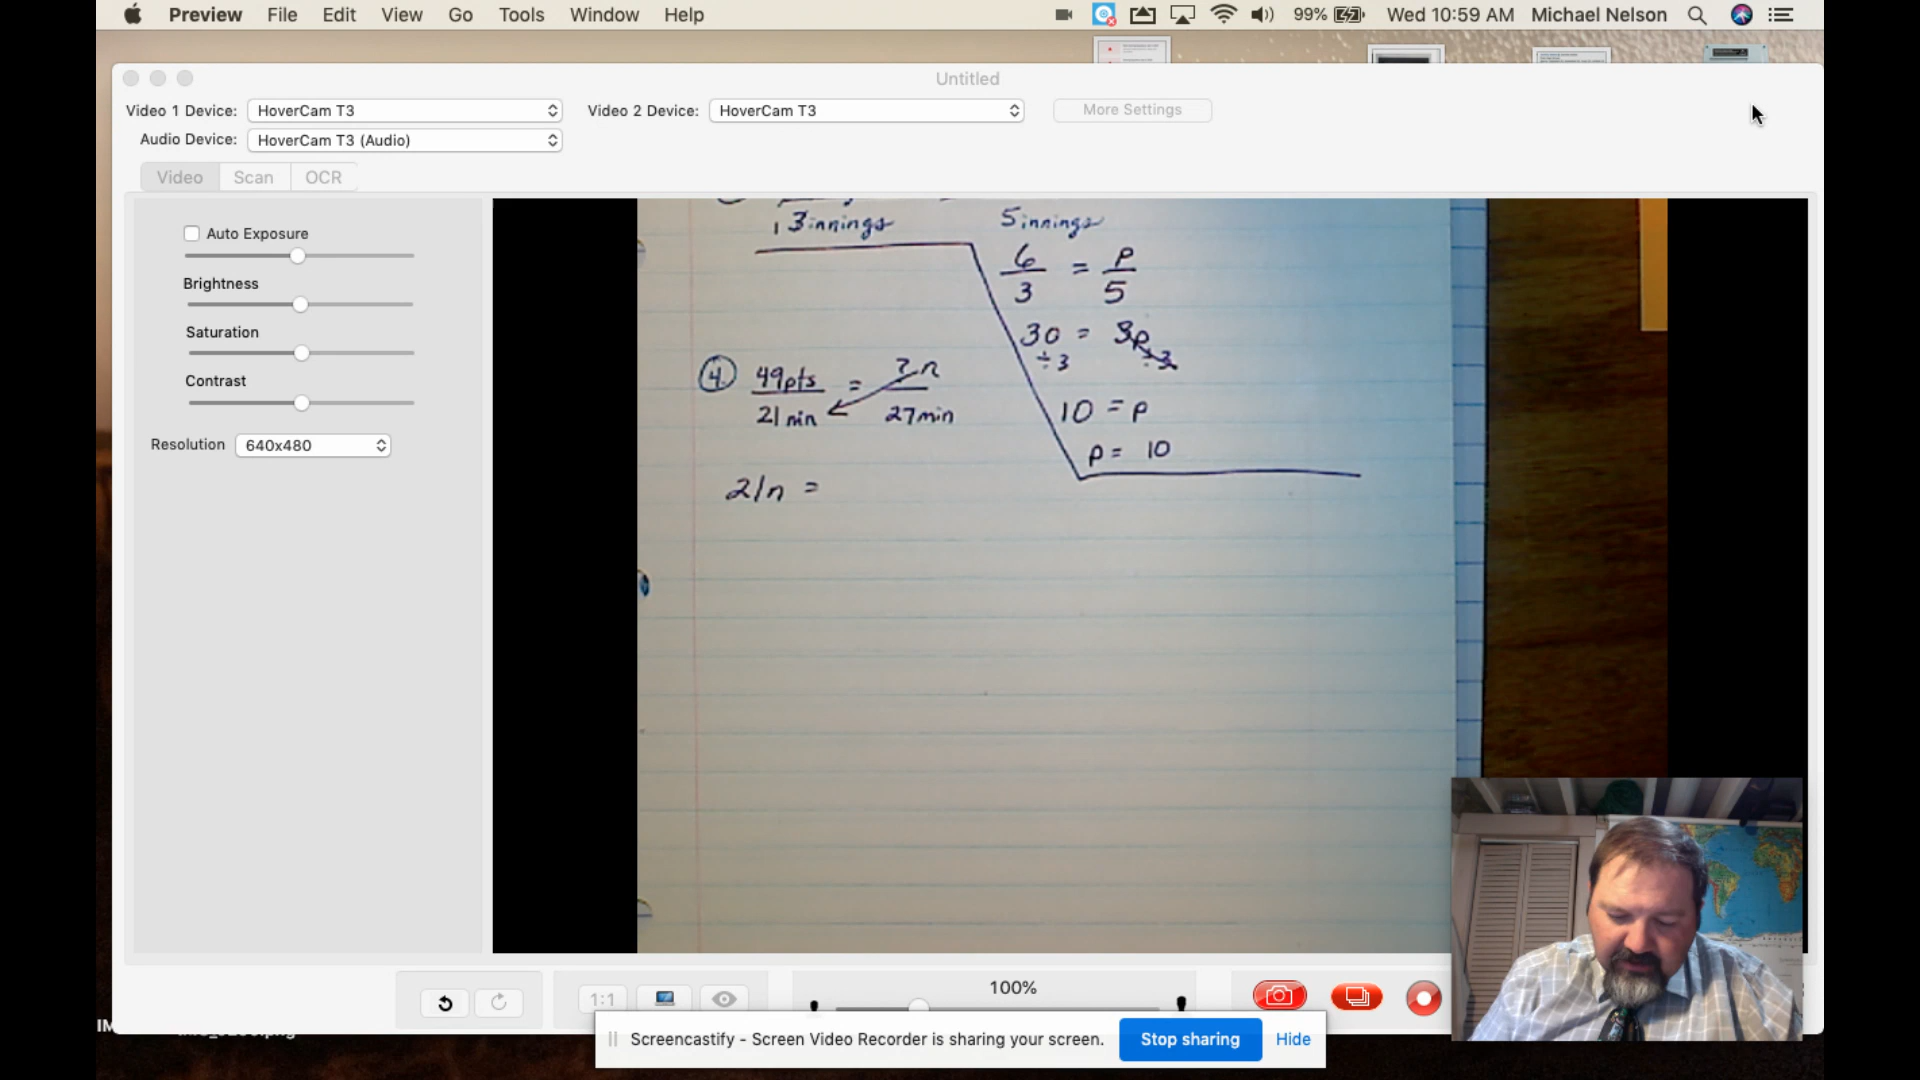 Preview File Edit View Go Tools Window Help 99% Wed 10:59 AM Michael Nelson
Untitled
Video 1 Device: HoverCam T3 Video 2 Device: HoverCam T3 More Settings
Audio Device: HoverCam T3 (Audio)
Video Scan OCR
Auto Exposure
Brightness
Saturation
Contrast
Resolution 640x480
3 innings 5 innings
6/3 = P/5
30 = 3p
÷3 ÷3
10 = p
p = 10
4. 49pts/21 min = ? n/27min
21n =
1:1 100%
Screencastify - Screen Video Recorder is sharing your screen. Stop sharing Hide